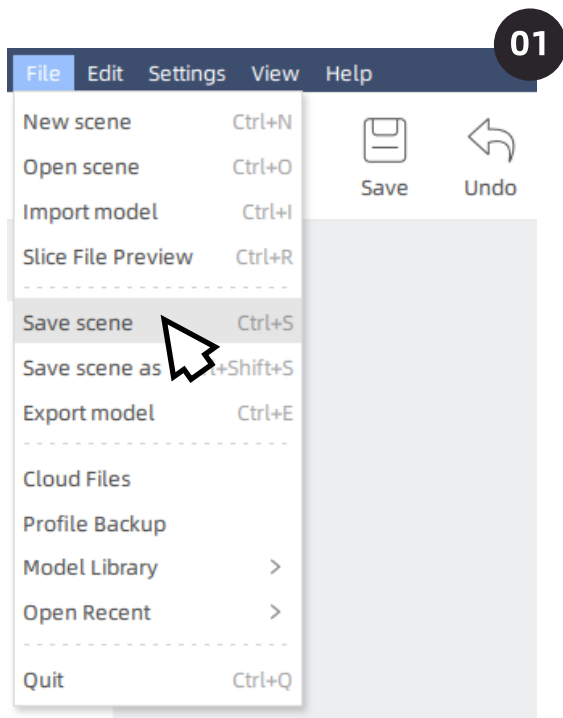 01
File Edit Settings View Help
New scene Ctrl+N
Open scene Ctrl+O
Import model Ctrl+I
Slice File Preview Ctrl+R
Save Undo
Save scene Ctrl+S
Save scene as +Shift+S
Export model Ctrl+E
Cloud Files
Profile Backup
Model Library
Open Recent
Quit Ctrl+Q